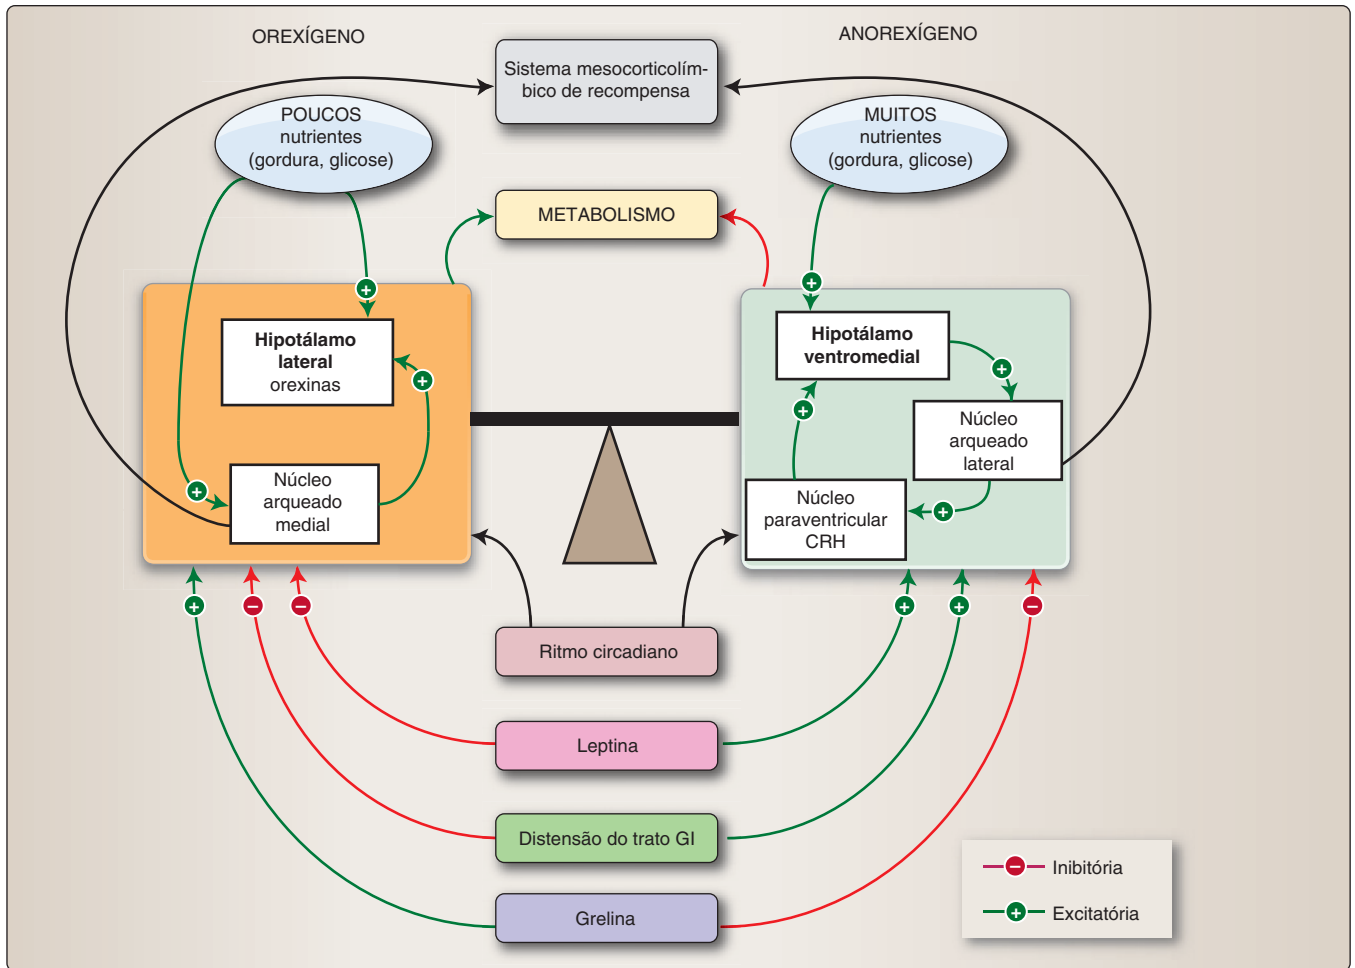 OREXÍGENO
ANOREXÍGENO
Sistema mesocorticolím-
bico de recompensa
POUCOS
nutrientes
(gordura, glicose)
MUITOS
nutrientes
(gordura, glicose)
METABOLISMO
Hipotálamo
lateral
orexinas
Hipotálamo
ventromedial
Núcleo
arqueado
lateral
Núcleo
arqueado
medial
Núcleo
paraventricular
CRH
Ritmo circadiano
Leptina
Distensão do trato GI
Grelina
Inibitória
Excitatória